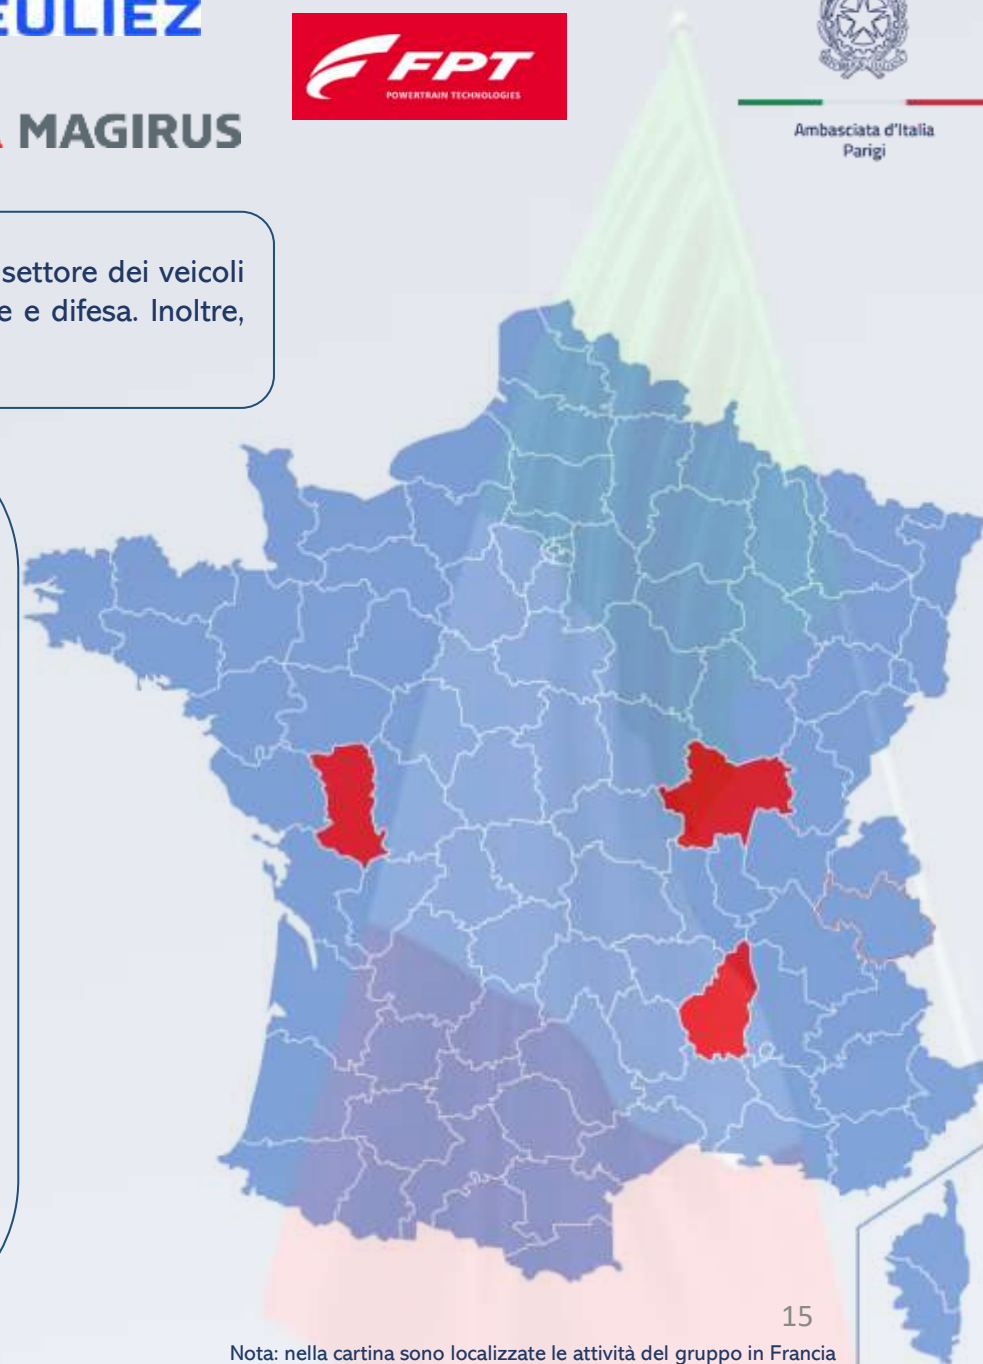 EULIEZ
FPT
POWERTRAIN TECHNOLOGIES
MAGIRUS
Ambasciata d'Italia
Parigi
settore dei veicoli
e e difesa. Inoltre,
15
Nota: nella cartina sono localizzate le attività del gruppo in Francia